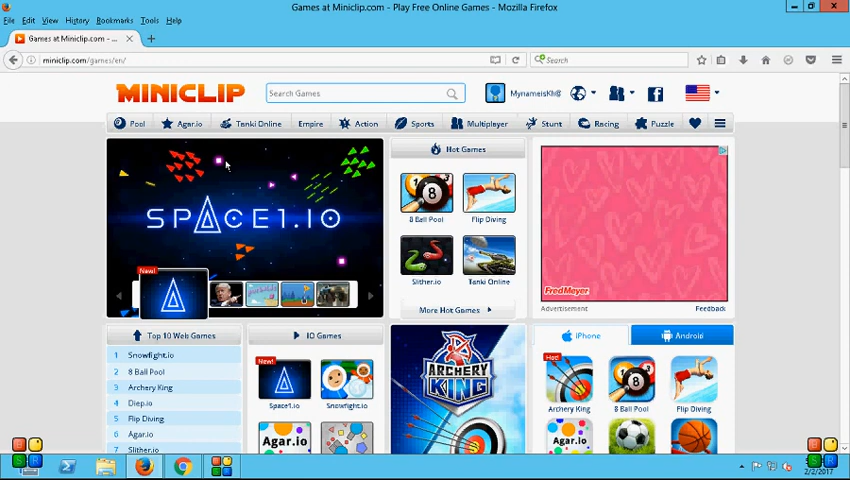 Games at Miniclip.com - Play Free Online Games - Mozilla Firefox
File Edit View History Bookmarks Tools Help
Games at Miniclip.com - ...
miniclip.com/games/en/
Search
MINICLIP
Search Games
MynameisKh@
Pool
Agar.io
Tanki Online
Empire
Action
Sports
Multiplayer
Stunt
Racing
Puzzle
SPACE1.IO
New!
Hot Games
8 Ball Pool
Flip Diving
Slither.io
Tanki Online
More Hot Games
Fred Meyer
Advertisement
Feedback
Top 10 Web Games
1 Snowfight.io
2 8 Ball Pool
3 Archery King
4 Diep.io
5 Flip Diving
6 Agar.io
7 Slither.io
IO Games
New!
Space1.io
Snowfight.io
Agar.io
ARCHERY
KING
iPhone
Android
Hot!
Archery King
8 Ball Pool
Flip Diving
Agar.io
2/2/2017